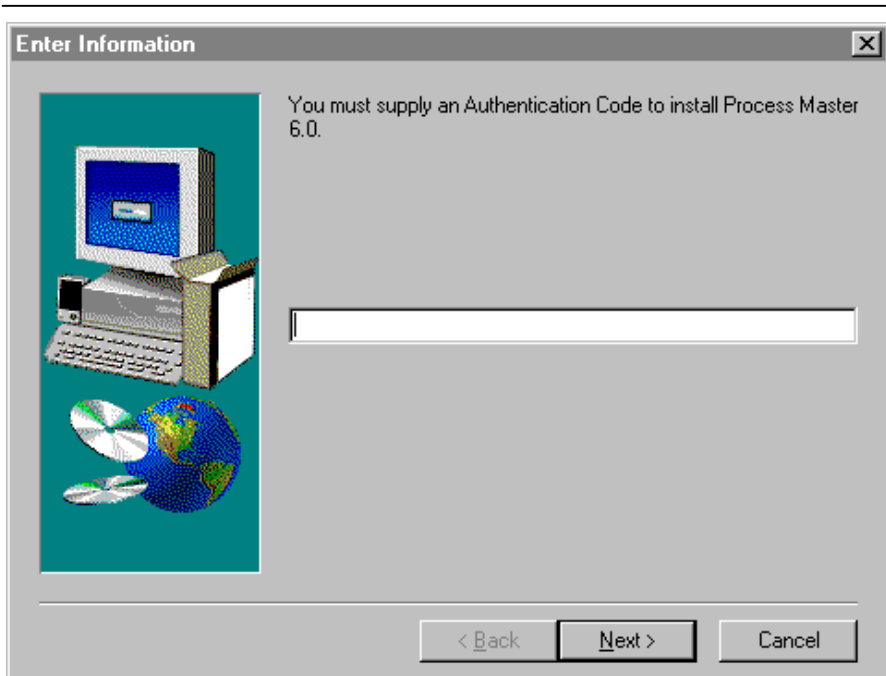 Enter Information
You must supply an Authentication Code to install Process Master
6.0.
< Back
Next >
Cancel